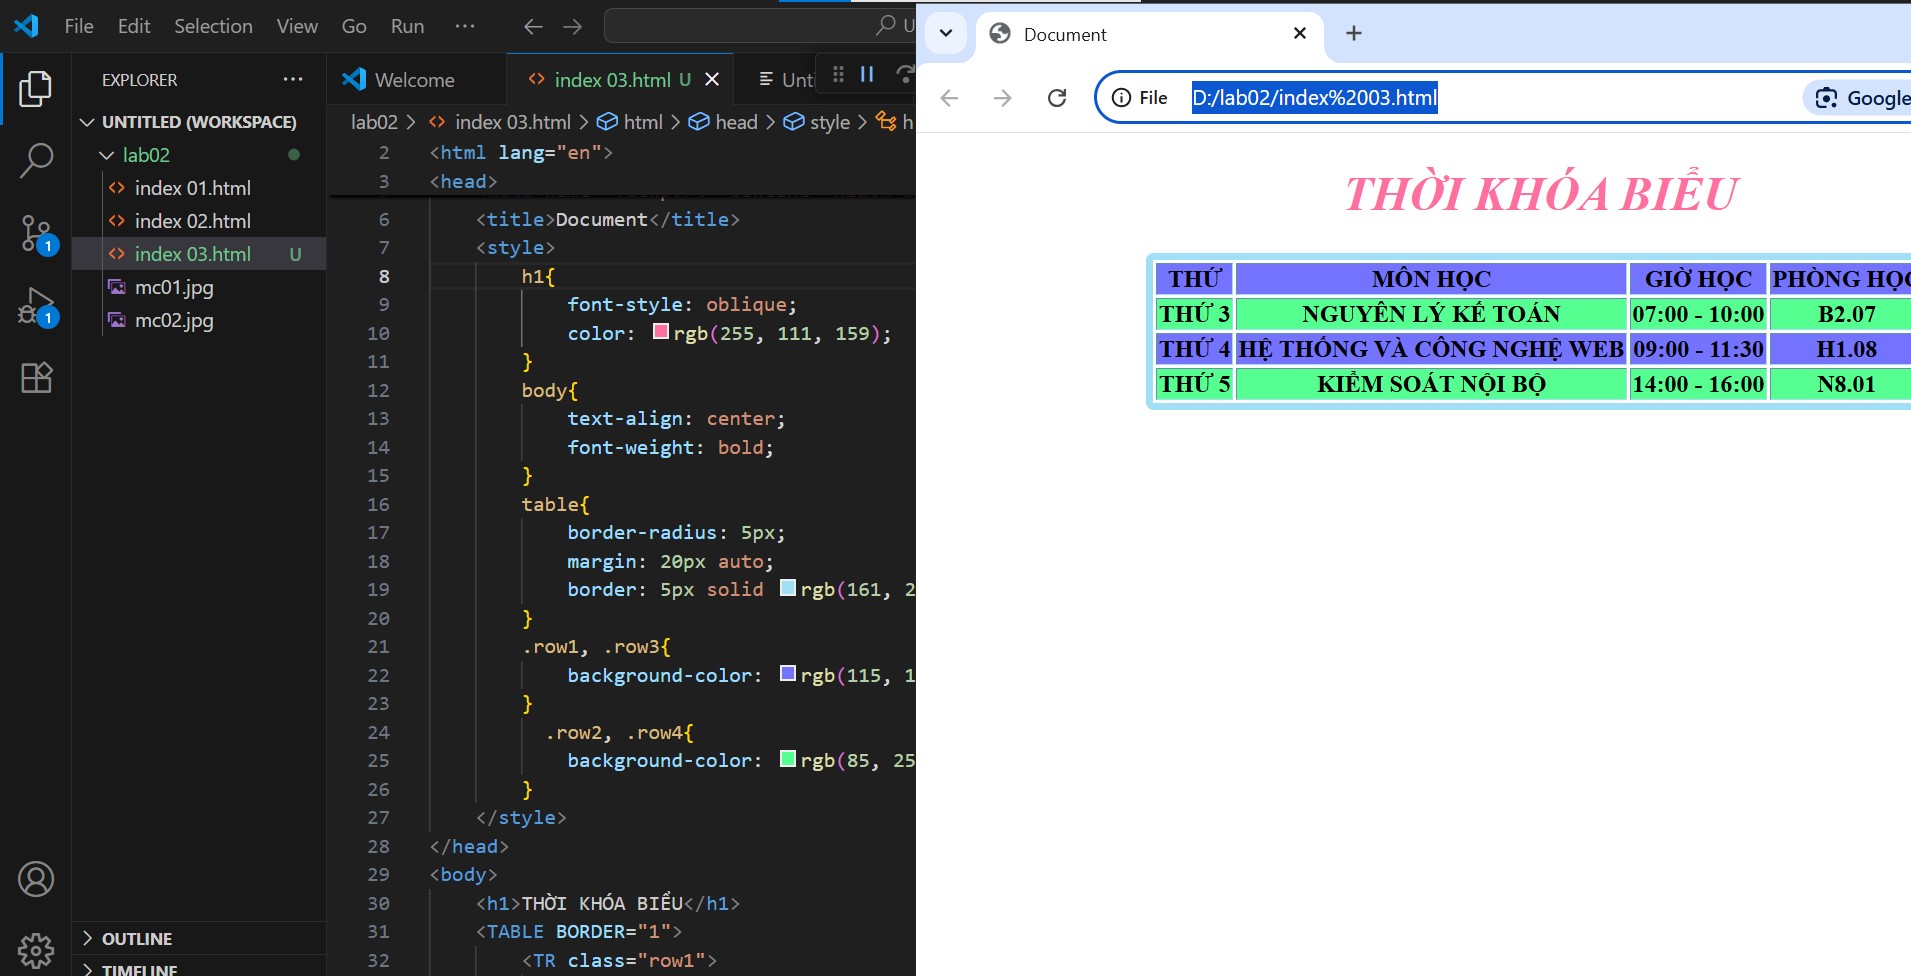 File Edit Selection View Go Run ··· U
EXPLORER ···
UNTITLED (WORKSPACE)
lab02
index 01.html
index 02.html
index 03.html U
mc01.jpg
mc02.jpg
1
1
OUTLINE
TIMELINE
Welcome index 03.html U Unti
lab02 > index 03.html > html > head > style > h
2 <html lang="en">
3 <head>
6 <title>Document</title>
7 <style>
8 h1{
9 font-style: oblique;
10 color: rgb(255, 111, 159);
11 }
12 body{
13 text-align: center;
14 font-weight: bold;
15 }
16 table{
17 border-radius: 5px;
18 margin: 20px auto;
19 border: 5px solid rgb(161, 2
20 }
21 .row1, .row3{
22 background-color: rgb(115, 1
23 }
24 .row2, .row4{
25 background-color: rgb(85, 25
26 }
27 </style>
28 </head>
29 <body>
30 <h1>THỜI KHÓA BIỂU</h1>
31 <TABLE BORDER="1">
32 <TR class="row1">
Document
File D:/lab02/index%2003.html Google
THỜI KHÓA BIỂU
THỨ MÔN HỌC GIỜ HỌC PHÒNG HỌC
THỨ 3 NGUYÊN LÝ KẾ TOÁN 07:00 - 10:00 B2.07
THỨ 4 HỆ THỐNG VÀ CÔNG NGHỆ WEB 09:00 - 11:30 H1.08
THỨ 5 KIỂM SOÁT NỘI BỘ 14:00 - 16:00 N8.01